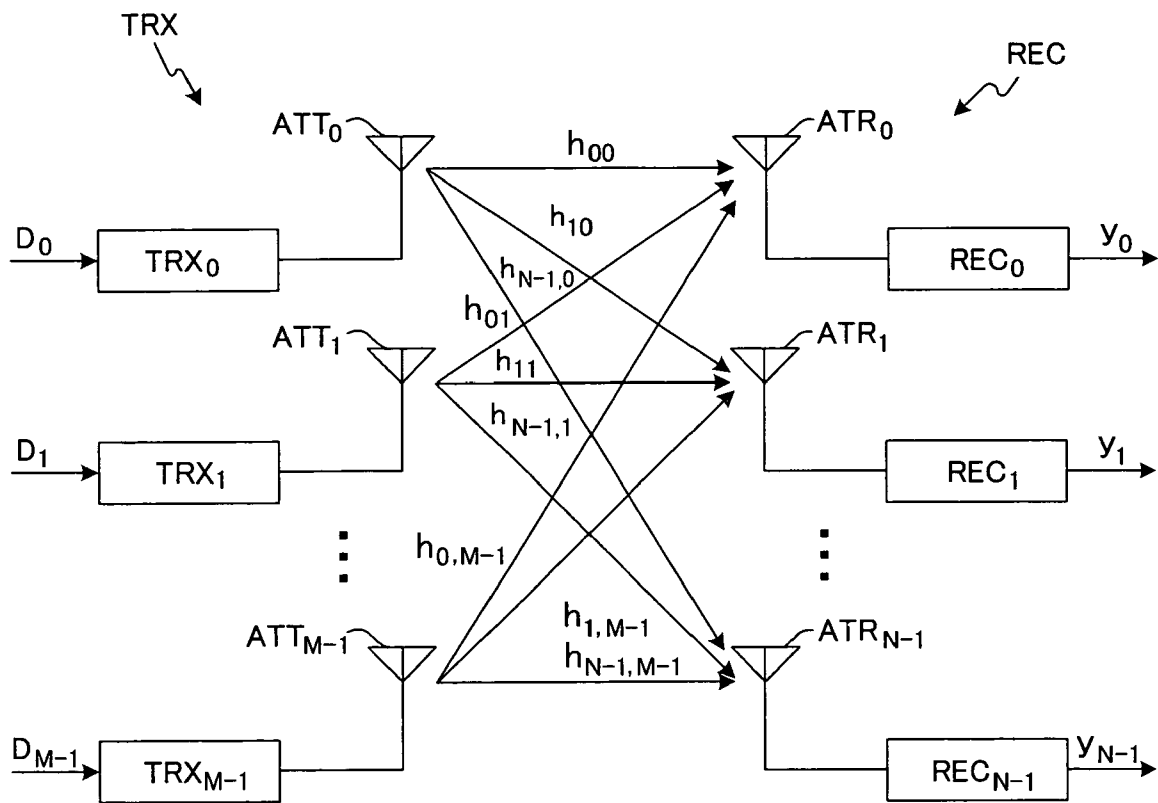 TRX
REC
ATT₀
ATR₀
h₀₀
h₁₀
D₀
TRX₀
hN-1,0
REC₀
y₀
h₀₁
ATT₁
ATR₁
h₁₁
hN-1,1
D₁
TRX₁
REC₁
y₁
h0,M-1
ATTM-1
h1,M-1
ATRN-1
hN-1,M-1
DM-1
TRXM-1
RECN-1
yN-1